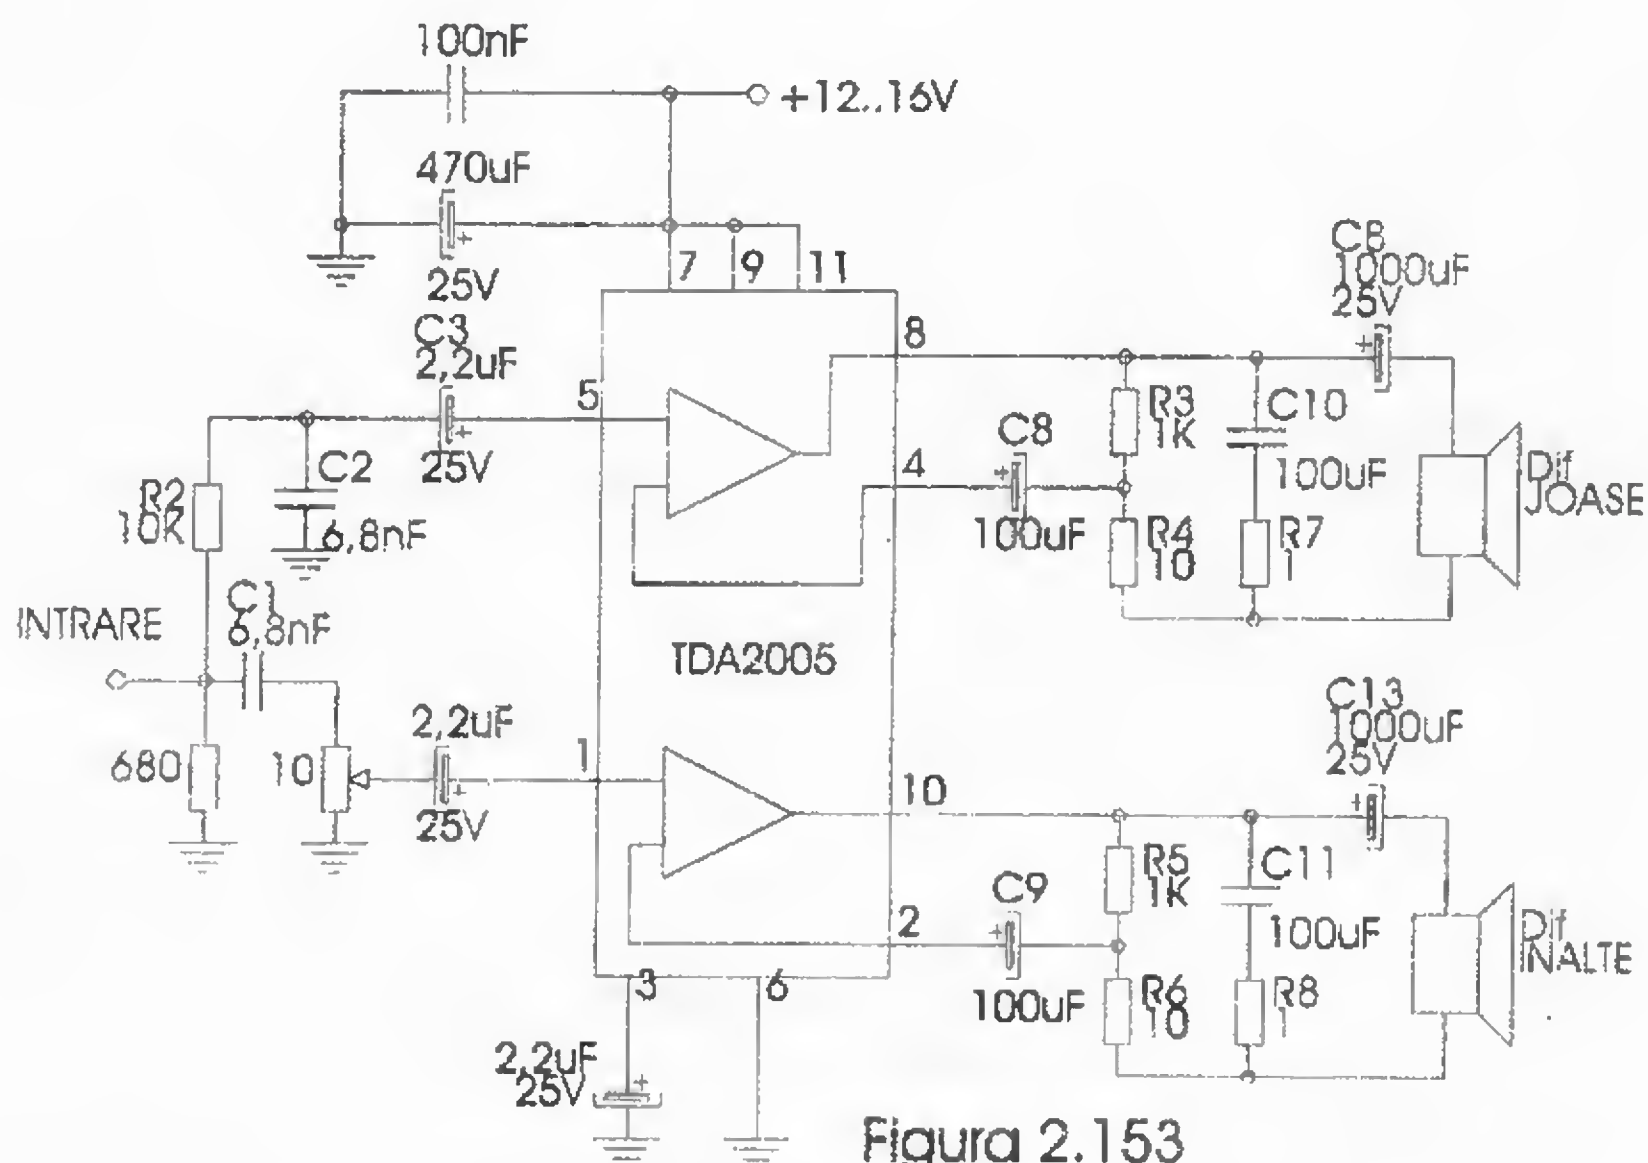 100nF
+12..16V
470uF
25V
7
9
11
C8
1000uF
25V
C3
2,2uF
25V
8
5
R3
1K
C10
100uF
C8
100uF
4
Dif
JOASE
C2
6,8nF
R2
10K
R4
10
R7
1
C1
6,8nF
INTRARE
TDA2005
C13
1000uF
25V
2,2uF
25V
1
680
10
10
R5
1K
C11
100uF
C9
100uF
2
Dif
INALTE
3
6
R6
10
R8
1
2,2uF
25V
Figura 2.153